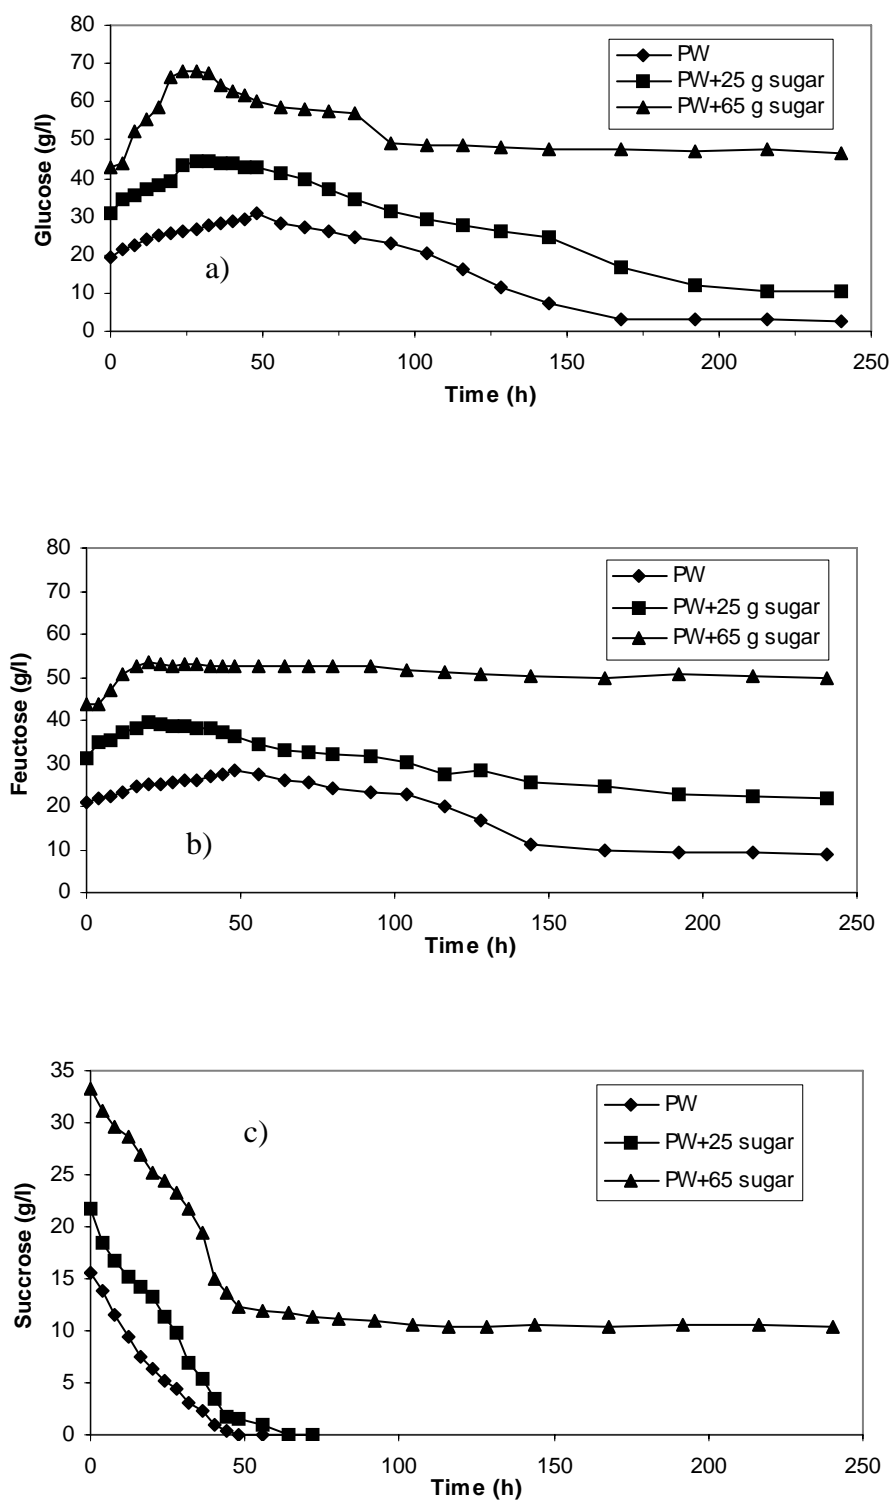 80
70
60
50
40
30
20
10
0
Glucose (g/l)
PW
PW+25 g sugar
PW+65 g sugar
a)
0 50 100 150 200 250
Time (h)
80
70
60
50
40
30
20
10
0
Feuctose (g/l)
PW
PW+25 g sugar
PW+65 g sugar
b)
0 50 100 150 200 250
Time (h)
35
30
25
20
15
10
5
0
Succrose (g/l)
PW
PW+25 sugar
PW+65 sugar
c)
0 50 100 150 200 250
Time (h)